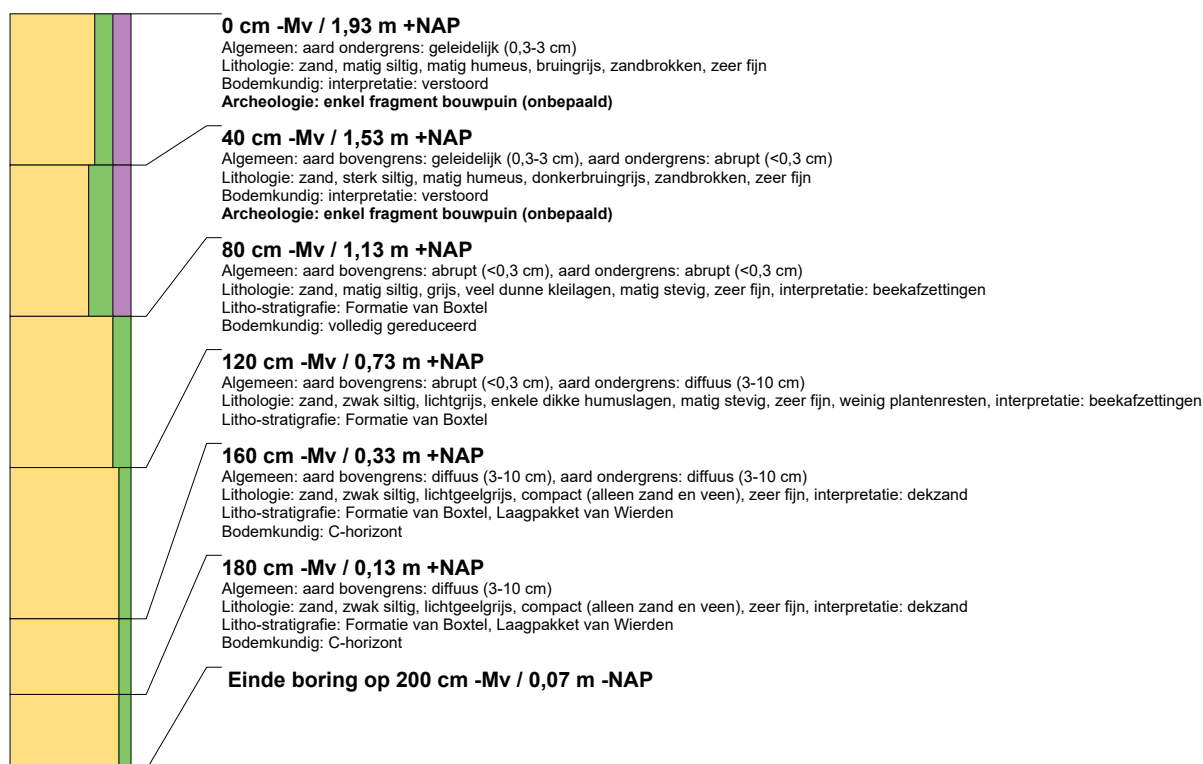 0 cm -Mv / 1,93 m +NAP
Algemeen: aard ondergrens: geleidelijk (0,3-3 cm)
Lithologie: zand, matig siltig, matig humeus, bruingrijs, zandbrokken, zeer fijn
Bodemkundig: interpretatie: verstoord
Archeologie: enkel fragment bouwpuin (onbepaald)
40 cm -Mv / 1,53 m +NAP
Algemeen: aard bovengrens: geleidelijk (0,3-3 cm), aard ondergrens: abrupt (<0,3 cm)
Lithologie: zand, sterk siltig, matig humeus, donkerbruingrijs, zandbrokken, zeer fijn
Bodemkundig: interpretatie: verstoord
Archeologie: enkel fragment bouwpuin (onbepaald)
80 cm -Mv / 1,13 m +NAP
Algemeen: aard bovengrens: abrupt (<0,3 cm), aard ondergrens: abrupt (<0,3 cm)
Lithologie: zand, matig siltig, grijs, veel dunne kleilagen, matig stevig, zeer fijn, interpretatie: beekafzettingen
Litho-stratigrafie: Formatie van Boxtel
Bodemkundig: volledig gereduceerd
120 cm -Mv / 0,73 m +NAP
Algemeen: aard bovengrens: abrupt (<0,3 cm), aard ondergrens: diffuus (3-10 cm)
Lithologie: zand, zwak siltig, lichtgrijs, enkele dikke humuslagen, matig stevig, zeer fijn, weinig plantenresten, interpretatie: beekafzettingen
Litho-stratigrafie: Formatie van Boxtel
160 cm -Mv / 0,33 m +NAP
Algemeen: aard bovengrens: diffuus (3-10 cm), aard ondergrens: diffuus (3-10 cm)
Lithologie: zand, zwak siltig, lichtgeelgrijs, compact (alleen zand en veen), zeer fijn, interpretatie: dekzand
Litho-stratigrafie: Formatie van Boxtel, Laagpakket van Wierden
Bodemkundig: C-horizont
180 cm -Mv / 0,13 m +NAP
Algemeen: aard bovengrens: diffuus (3-10 cm)
Lithologie: zand, zwak siltig, lichtgeelgrijs, compact (alleen zand en veen), zeer fijn, interpretatie: dekzand
Litho-stratigrafie: Formatie van Boxtel, Laagpakket van Wierden
Bodemkundig: C-horizont
Einde boring op 200 cm -Mv / 0,07 m -NAP